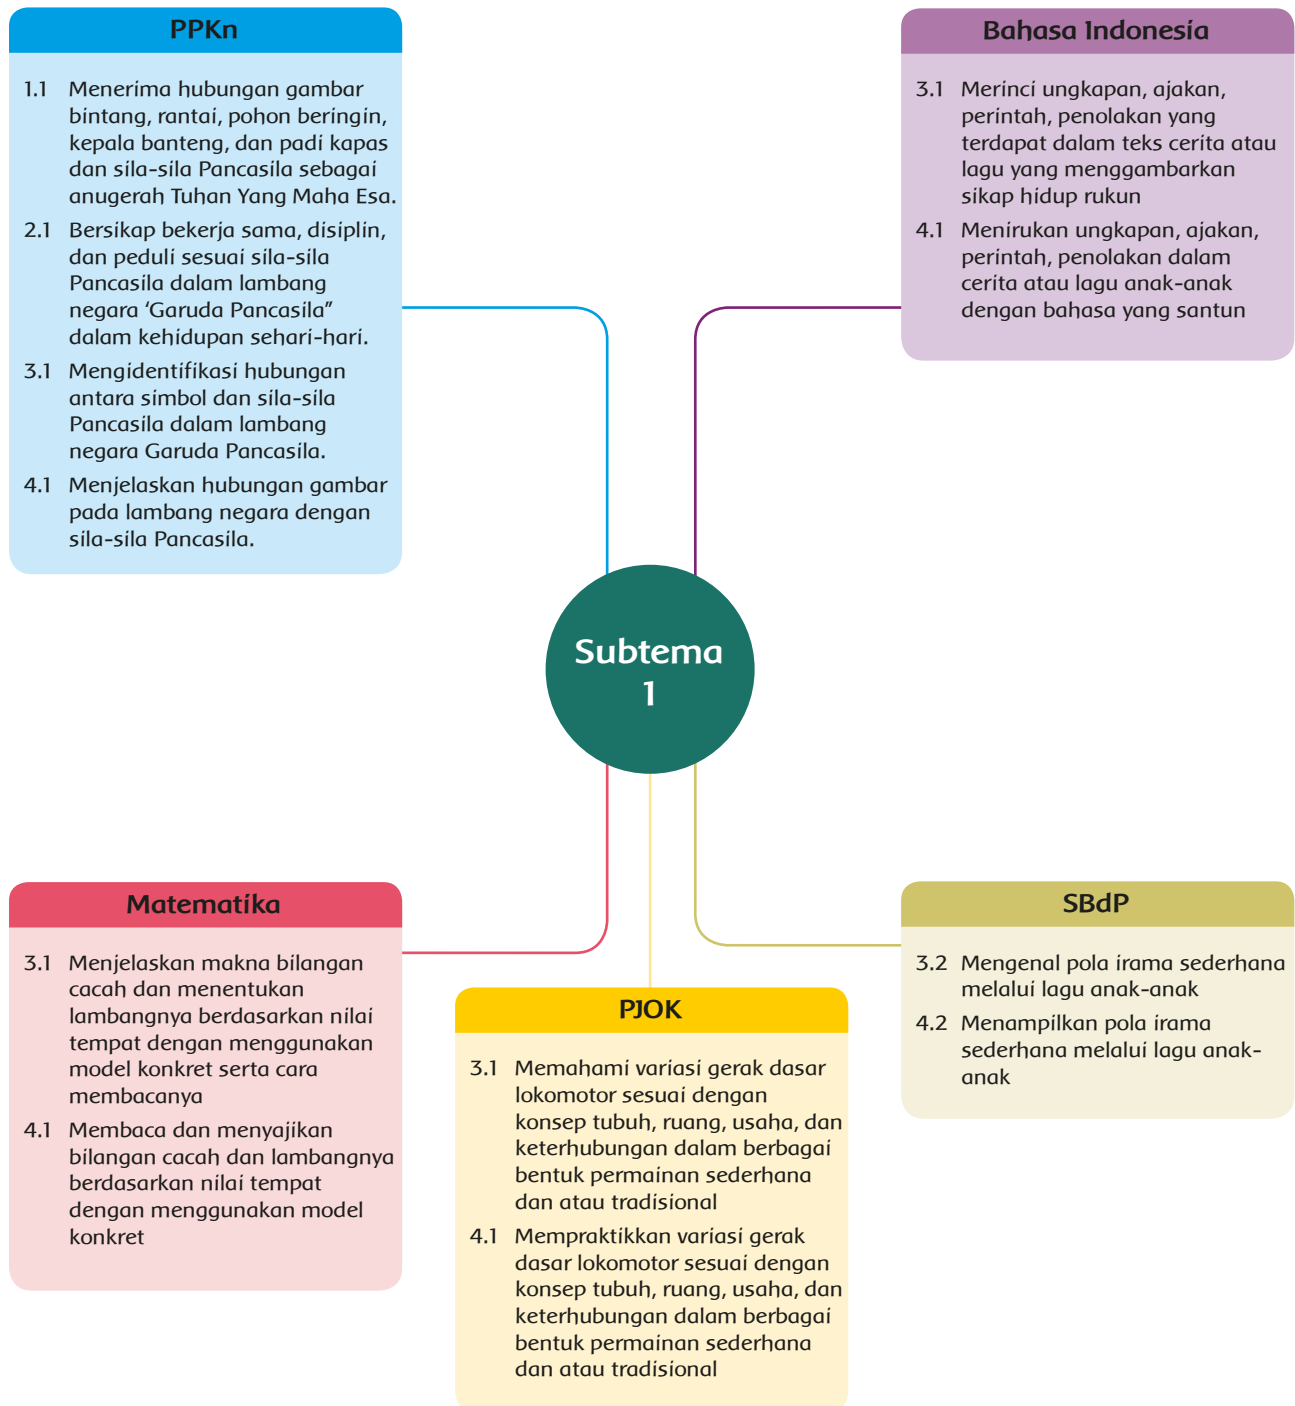 PPKn
1.1 Menerima hubungan gambar
bintang, rantai, pohon beringin,
kepala banteng, dan padi kapas
dan sila-sila Pancasila sebagai
anugerah Tuhan Yang Maha Esa.
2.1 Bersikap bekerja sama, disiplin,
dan peduli sesuai sila-sila
Pancasila dalam lambang
negara ‘Garuda Pancasila”
dalam kehidupan sehari-hari.
3.1 Mengidentifikasi hubungan
antara simbol dan sila-sila
Pancasila dalam lambang
negara Garuda Pancasila.
4.1 Menjelaskan hubungan gambar
pada lambang negara dengan
sila-sila Pancasila.
Bahasa Indonesia
3.1 Merinci ungkapan, ajakan,
perintah, penolakan yang
terdapat dalam teks cerita atau
lagu yang menggambarkan
sikap hidup rukun
4.1 Menirukan ungkapan, ajakan,
perintah, penolakan dalam
cerita atau lagu anak-anak
dengan bahasa yang santun
Subtema
1
Matematika
3.1 Menjelaskan makna bilangan
cacah dan menentukan
lambangnya berdasarkan nilai
tempat dengan menggunakan
model konkret serta cara
membacanya
4.1 Membaca dan menyajikan
bilangan cacah dan lambangnya
berdasarkan nilai tempat
dengan menggunakan model
konkret
PJOK
3.1 Memahami variasi gerak dasar
lokomotor sesuai dengan
konsep tubuh, ruang, usaha, dan
keterhubungan dalam berbagai
bentuk permainan sederhana
dan atau tradisional
4.1 Mempraktikkan variasi gerak
dasar lokomotor sesuai dengan
konsep tubuh, ruang, usaha, dan
keterhubungan dalam berbagai
bentuk permainan sederhana
dan atau tradisional
SBdP
3.2 Mengenal pola irama sederhana
melalui lagu anak-anak
4.2 Menampilkan pola irama
sederhana melalui lagu anak-
anak